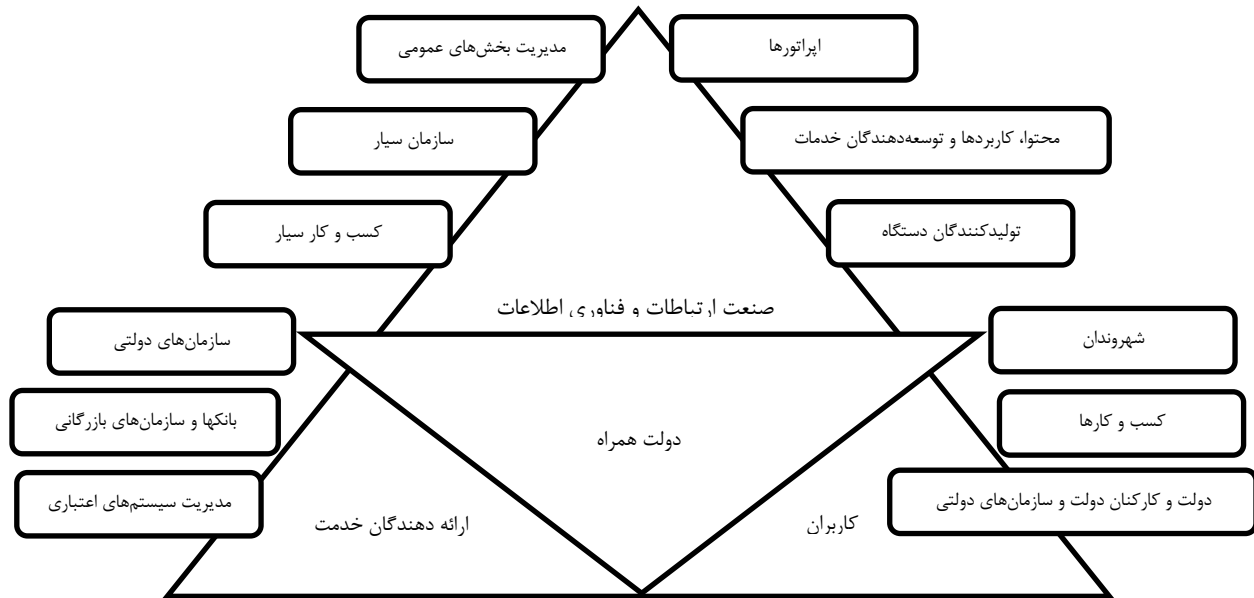 اپراتورها
مدیریت بخش‌های عمومی
محتوا، کاربردها و توسعه‌دهندگان خدمات
سازمان سیار
تولیدکنندگان دستگاه
کسب و کار سیار
صنعت ارتباطات و فناوری اطلاعات
شهروندان
سازمان‌های دولتی
کسب و کارها
دولت همراه
بانکها و سازمان‌های بازرگانی
دولت و کارکنان دولت و سازمان‌های دولتی
مدیریت سیستم‌های اعتباری
کاربران
ارائه دهندگان خدمت